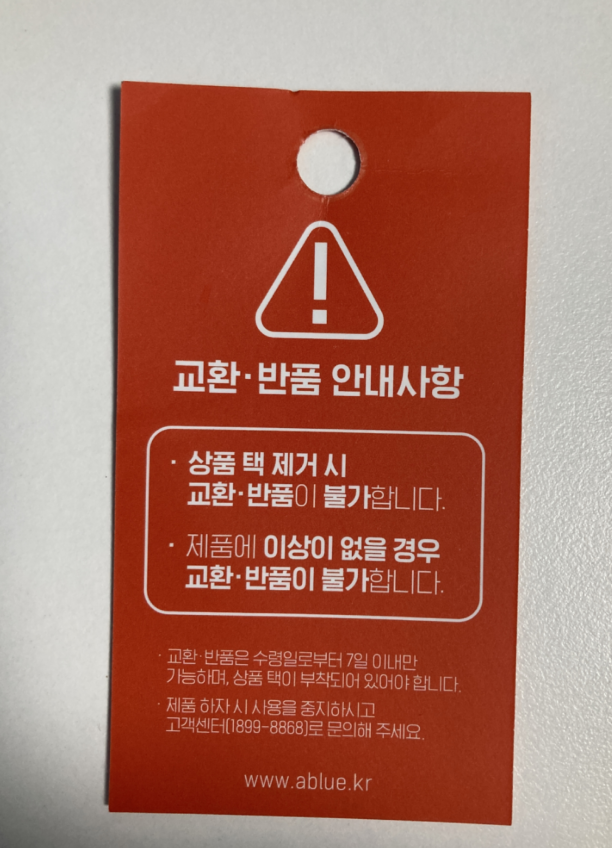 교환·반품 안내사항
· 상품 택 제거 시
교환·반품이 불가합니다.
· 제품에 이상이 없을 경우
교환·반품이 불가합니다.
· 교환·반품은 수령일로부터 7일 이내만
가능하며, 상품 택이 부착되어 있어야 합니다.
· 제품 하자 시 사용을 중지하시고
고객센터(1899-8868)로 문의해 주세요.
www.ablue.kr